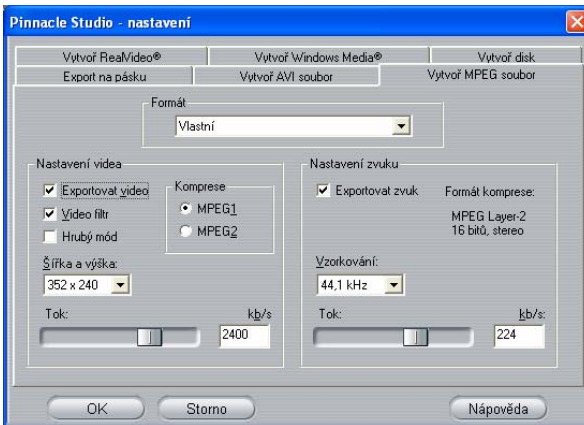 Pinnacle Studio - nastavení
Vytvoř RealVideo® Vytvoř Windows Media® Vytvoř disk
Export na pásku Vytvoř AVI soubor Vytvoř MPEG soubor
Formát
Vlastní
Nastavení videa
Exportovat video
Video filtr
Hrubý mód
Komprese
MPEG1
MPEG2
Šířka a výška:
352 x 240
Tok: kb/s
2400
Nastavení zvuku
Exportovat zvuk
Formát komprese:
MPEG Layer-2
16 bitů, stereo
Vzorkování:
44,1 kHz
Tok: kb/s:
224
OK Storno Nápověda